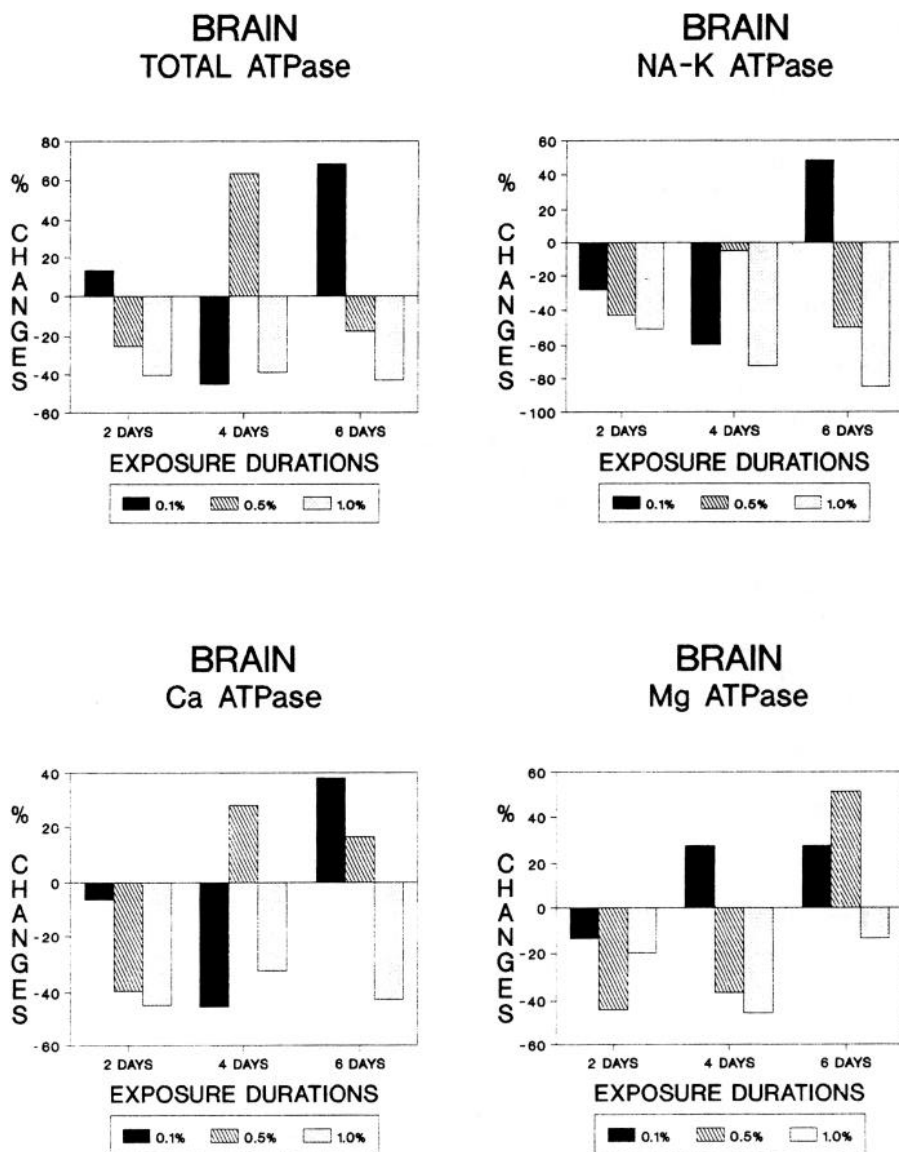 BRAIN
TOTAL ATPase
% CHANGES
80
60
40
20
0
-20
-40
-60
2 DAYS 4 DAYS 6 DAYS
EXPOSURE DURATIONS
0.1% 0.5% 1.0%
BRAIN
NA-K ATPase
% CHANGES
60
40
20
0
-20
-40
-60
-80
-100
2 DAYS 4 DAYS 6 DAYS
EXPOSURE DURATIONS
0.1% 0.5% 1.0%
BRAIN
Ca ATPase
% CHANGES
40
20
0
-20
-40
-60
2 DAYS 4 DAYS 6 DAYS
EXPOSURE DURATIONS
0.1% 0.5% 1.0%
BRAIN
Mg ATPase
% CHANGES
60
40
20
0
-20
-40
-60
2 DAYS 4 DAYS 6 DAYS
EXPOSURE DURATIONS
0.1% 0.5% 1.0%